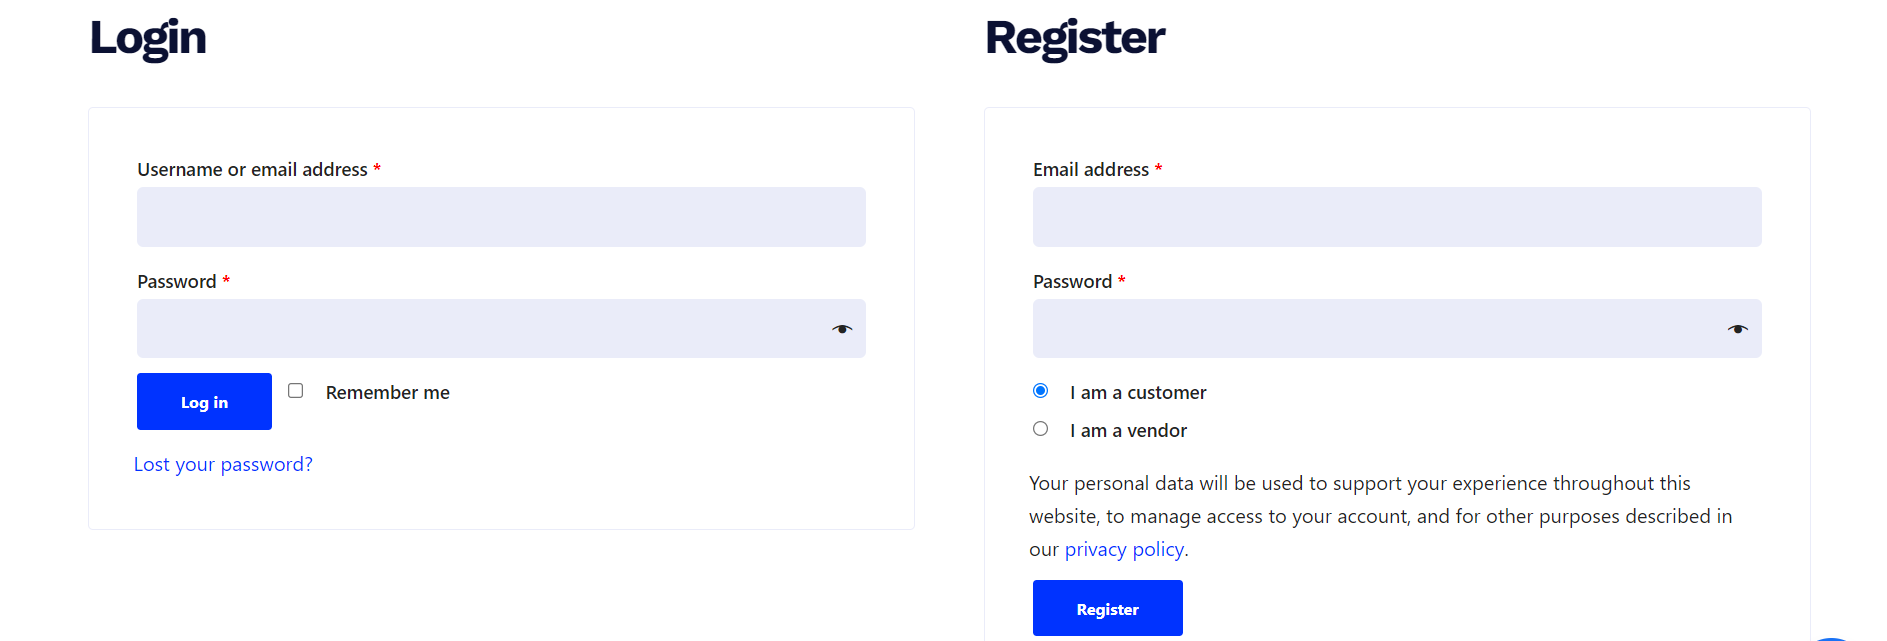 Login
Username or email address *
Password *
Log in
Remember me
Lost your password?
Register
Email address *
Password *
I am a customer
I am a vendor
Your personal data will be used to support your experience throughout this
website, to manage access to your account, and for other purposes described in
our privacy policy.
Register